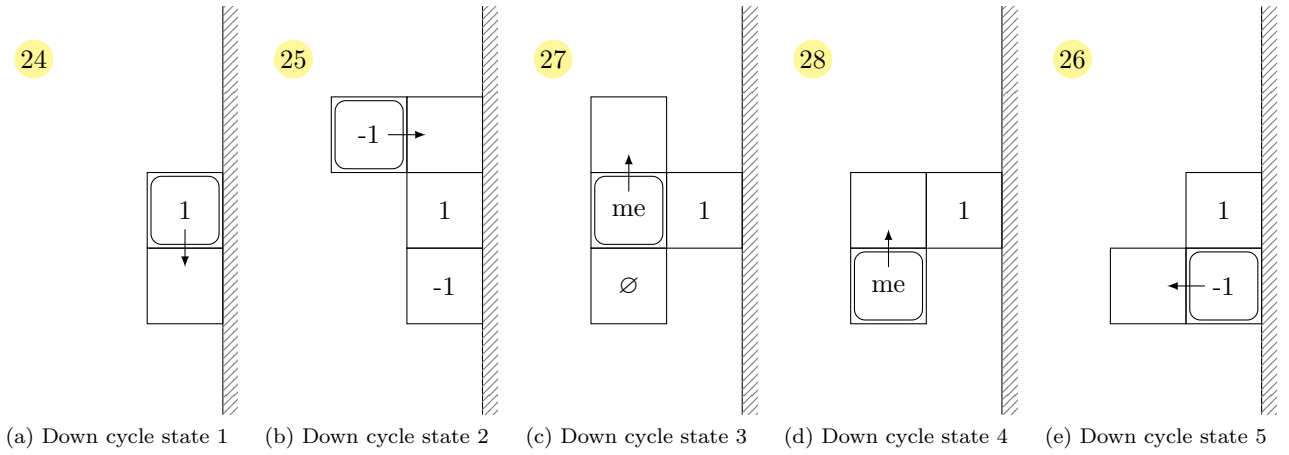 24
25
27
28
26
-1
1
1
me
1
1
1
-1
∅
me
-1
(a) Down cycle state 1
(b) Down cycle state 2
(c) Down cycle state 3
(d) Down cycle state 4
(e) Down cycle state 5